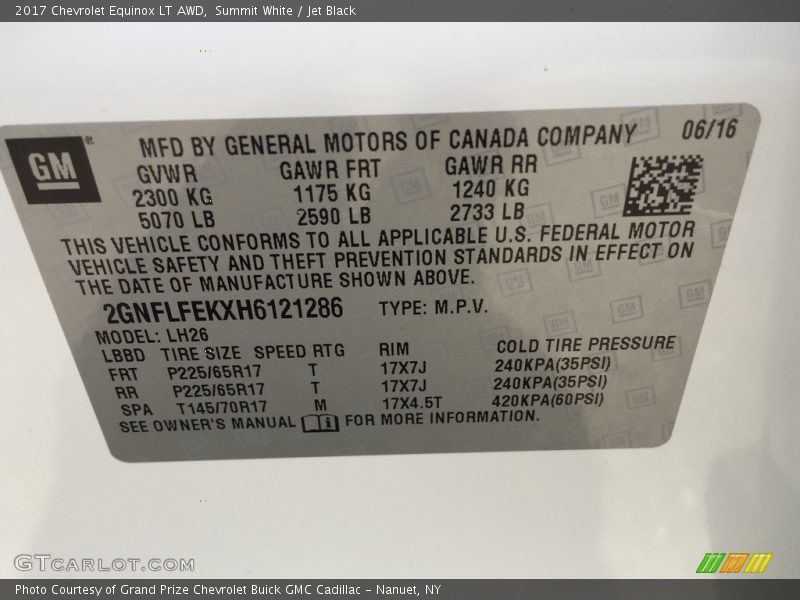 2017 Chevrolet Equinox LT AWD, Summit White / Jet Black
GM®
MFD BY GENERAL MOTORS OF CANADA COMPANY 06/16
GVWR GAWR FRT GAWR RR
2300 KG 1175 KG 1240 KG
5070 LB 2590 LB 2733 LB
THIS VEHICLE CONFORMS TO ALL APPLICABLE U.S. FEDERAL MOTOR
VEHICLE SAFETY AND THEFT PREVENTION STANDARDS IN EFFECT ON
THE DATE OF MANUFACTURE SHOWN ABOVE.
2GNFLFEKXH6121286 TYPE: M.P.V.
MODEL: LH26
LBBD TIRE SIZE SPEED RTG RIM COLD TIRE PRESSURE
FRT P225/65R17 T 17X7J 240KPA(35PSI)
RR P225/65R17 T 17X7J 240KPA(35PSI)
SPA T145/70R17 M 17X4.5T 420KPA(60PSI)
SEE OWNER'S MANUAL i FOR MORE INFORMATION.
GTCARLOT.COM
Photo Courtesy of Grand Prize Chevrolet Buick GMC Cadillac - Nanuet, NY